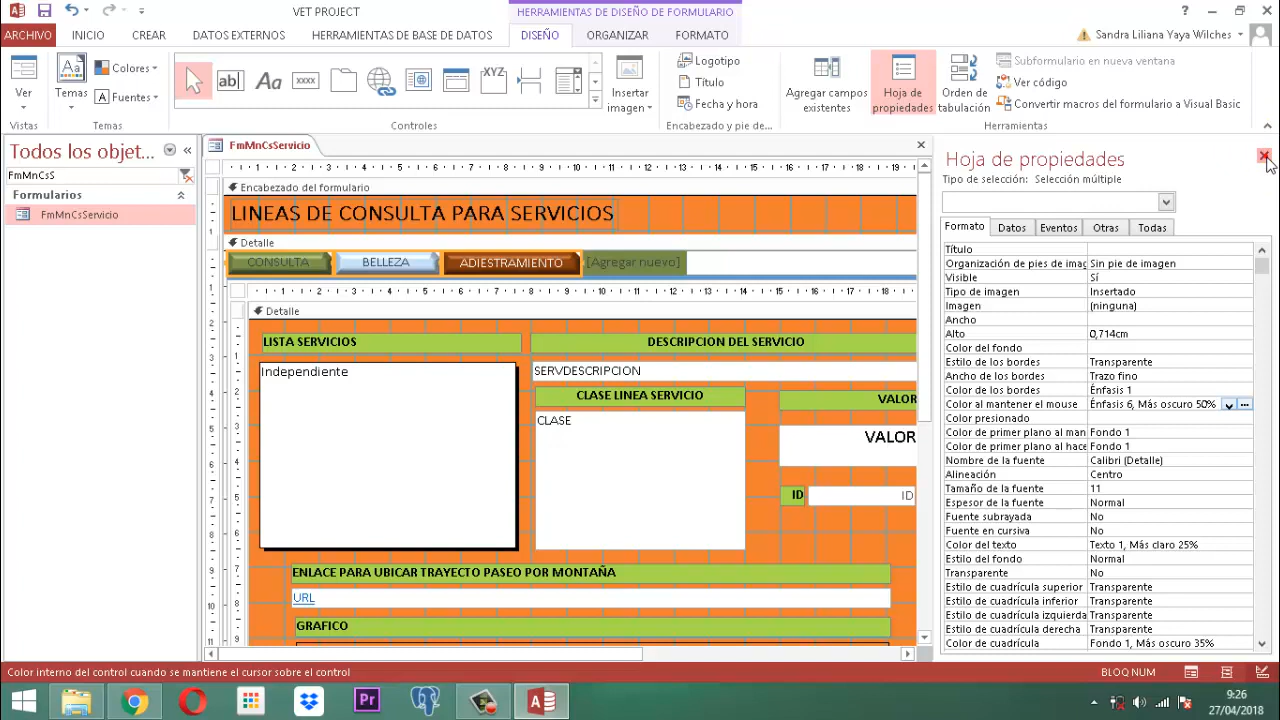 VET PROJECT
HERRAMIENTAS DE DISEÑO DE FORMULARIO
ARCHIVO INICIO CREAR DATOS EXTERNOS HERRAMIENTAS DE BASE DE DATOS DISEÑO ORGANIZAR FORMATO
Sandra Liliana Yaya Wilches
Ver
Vistas
Temas
Colores
Fuentes
Temas
ab|
Aa
xxxx
XYZ
Controles
Insertar
imagen
Logotipo
Título
Fecha y hora
Encabezado y pie de...
Agregar campos
existentes
Hoja de
propiedades
Orden de
tabulación
Subformulario en nueva ventana
Ver código
Convertir macros del formulario a Visual Basic
Herramientas
Todos los objet...
FmMnCsS
Formularios
FmMnCsServicio
FmMnCsServicio
Encabezado del formulario
LINEAS DE CONSULTA PARA SERVICIOS
Detalle
CONSULTA BELLEZA ADIESTRAMIENTO [Agregar nuevo]
Detalle
LISTA SERVICIOS
Independiente
DESCRIPCION DEL SERVICIO
SERVDESCRIPCION
CLASE LINEA SERVICIO
CLASE
VALOR
VALOR
ID
ID
ENLACE PARA UBICAR TRAYECTO PASEO POR MONTAÑA
URL
GRAFICO
Hoja de propiedades
Tipo de selección: Selección múltiple
Formato Datos Eventos Otras Todas
Título
Organización de pies de imag Sin pie de imagen
Visible Sí
Tipo de imagen Insertado
Imagen (ninguna)
Ancho
Alto 0,714cm
Color del fondo
Estilo de los bordes Transparente
Ancho de los bordes Trazo fino
Color de los bordes Énfasis 1
Color al mantener el mouse Énfasis 6, Más oscuro 50%
Color presionado
Color de primer plano al man Fondo 1
Color de primer plano al hace Fondo 1
Nombre de la fuente Calibri (Detalle)
Alineación Centro
Tamaño de la fuente 11
Espesor de la fuente Normal
Fuente subrayada No
Fuente en cursiva No
Color del texto Texto 1, Más claro 25%
Estilo del fondo Normal
Transparente No
Estilo de cuadrícula superior Transparente
Estilo de cuadrícula inferior Transparente
Estilo de cuadrícula izquierda Transparente
Estilo de cuadrícula derecha Transparente
Color de cuadrícula Fondo 1, Más oscuro 35%
Color interno del control cuando se mantiene el cursor sobre el control
BLOQ NUM
Pr
9:26
27/04/2018